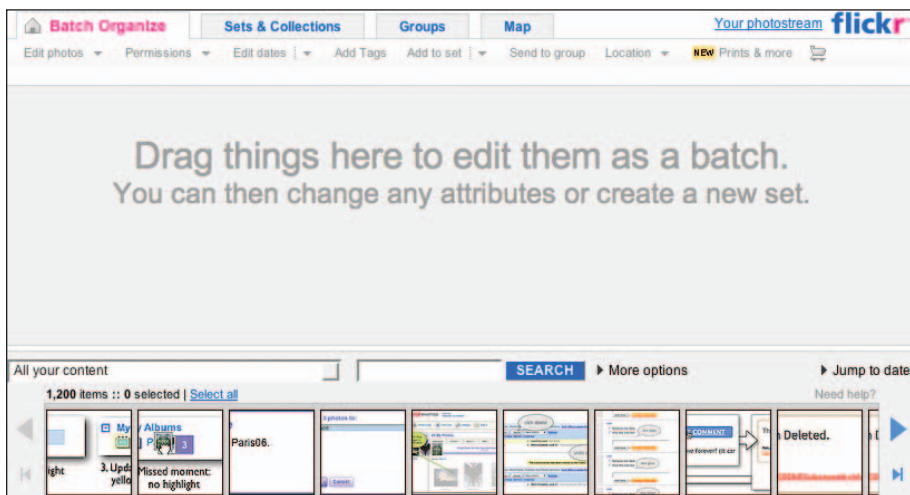 Batch Organize Sets & Collections Groups Map Your photostream flickr
Edit photos Permissions Edit dates Add Tags Add to set Send to group Location NEW Prints & more
Drag things here to edit them as a batch.
You can then change any attributes or create a new set.
All your content SEARCH More options Jump to date
1,200 items :: 0 selected | Select all Need help?
My Albums
3
Missed moment:
no highlight
Paris06.
Cancel
COMMENT
Deleted.